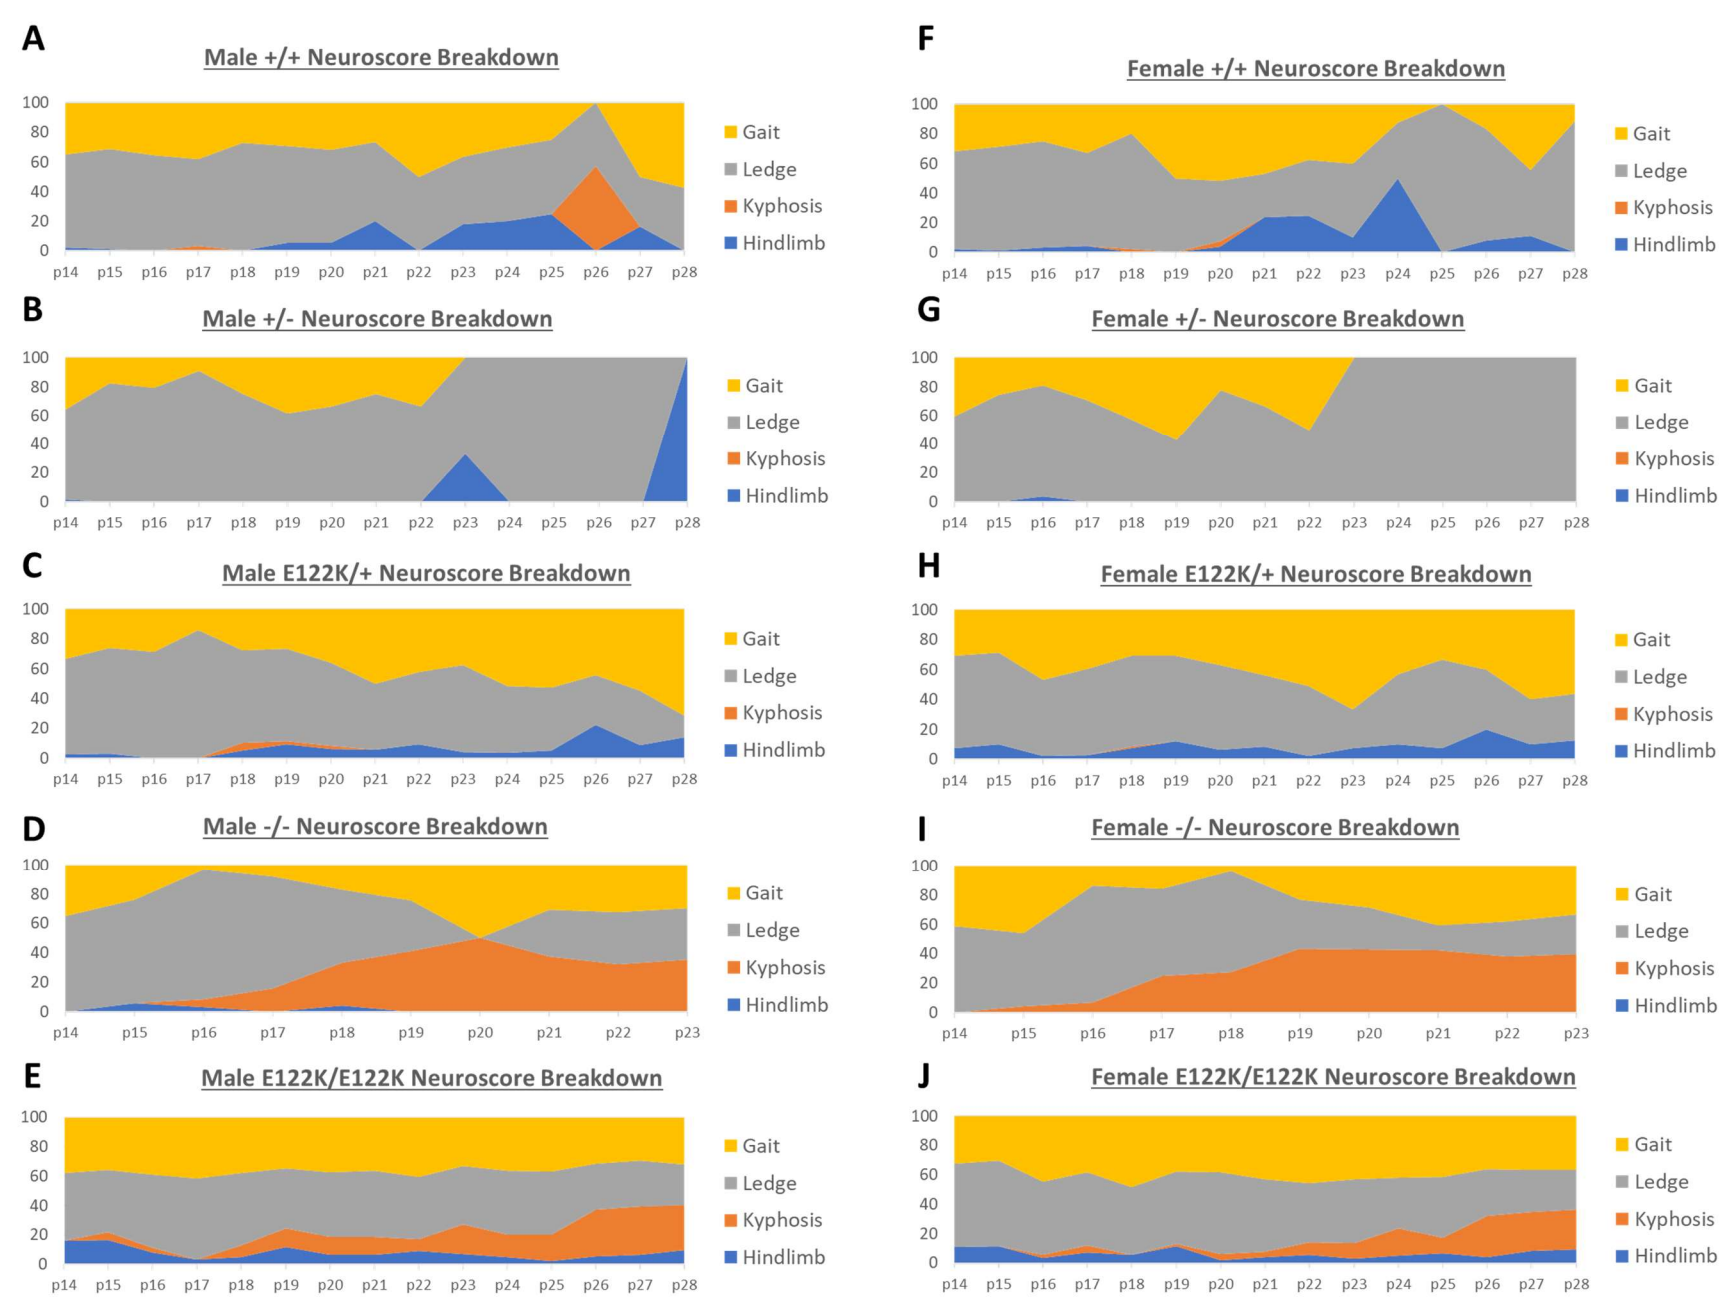 A
Male +/+ Neuroscore Breakdown
100
80
60
40
20
0
p14 p15 p16 p17 p18 p19 p20 p21 p22 p23 p24 p25 p26 p27 p28
Gait
Ledge
Kyphosis
Hindlimb
F
Female +/+ Neuroscore Breakdown
100
80
60
40
20
0
p14 p15 p16 p17 p18 p19 p20 p21 p22 p23 p24 p25 p26 p27 p28
Gait
Ledge
Kyphosis
Hindlimb
B
Male +/- Neuroscore Breakdown
100
80
60
40
20
0
p14 p15 p16 p17 p18 p19 p20 p21 p22 p23 p24 p25 p26 p27 p28
Gait
Ledge
Kyphosis
Hindlimb
G
Female +/- Neuroscore Breakdown
100
80
60
40
20
0
p14 p15 p16 p17 p18 p19 p20 p21 p22 p23 p24 p25 p26 p27 p28
Gait
Ledge
Kyphosis
Hindlimb
C
Male E122K/+ Neuroscore Breakdown
100
80
60
40
20
0
p14 p15 p16 p17 p18 p19 p20 p21 p22 p23 p24 p25 p26 p27 p28
Gait
Ledge
Kyphosis
Hindlimb
H
Female E122K/+ Neuroscore Breakdown
100
80
60
40
20
0
p14 p15 p16 p17 p18 p19 p20 p21 p22 p23 p24 p25 p26 p27 p28
Gait
Ledge
Kyphosis
Hindlimb
D
Male -/- Neuroscore Breakdown
100
80
60
40
20
0
p14 p15 p16 p17 p18 p19 p20 p21 p22 p23
Gait
Ledge
Kyphosis
Hindlimb
I
Female -/- Neuroscore Breakdown
100
80
60
40
20
0
p14 p15 p16 p17 p18 p19 p20 p21 p22 p23
Gait
Ledge
Kyphosis
Hindlimb
E
Male E122K/E122K Neuroscore Breakdown
100
80
60
40
20
0
p14 p15 p16 p17 p18 p19 p20 p21 p22 p23 p24 p25 p26 p27 p28
Gait
Ledge
Kyphosis
Hindlimb
J
Female E122K/E122K Neuroscore Breakdown
100
80
60
40
20
0
p14 p15 p16 p17 p18 p19 p20 p21 p22 p23 p24 p25 p26 p27 p28
Gait
Ledge
Kyphosis
Hindlimb